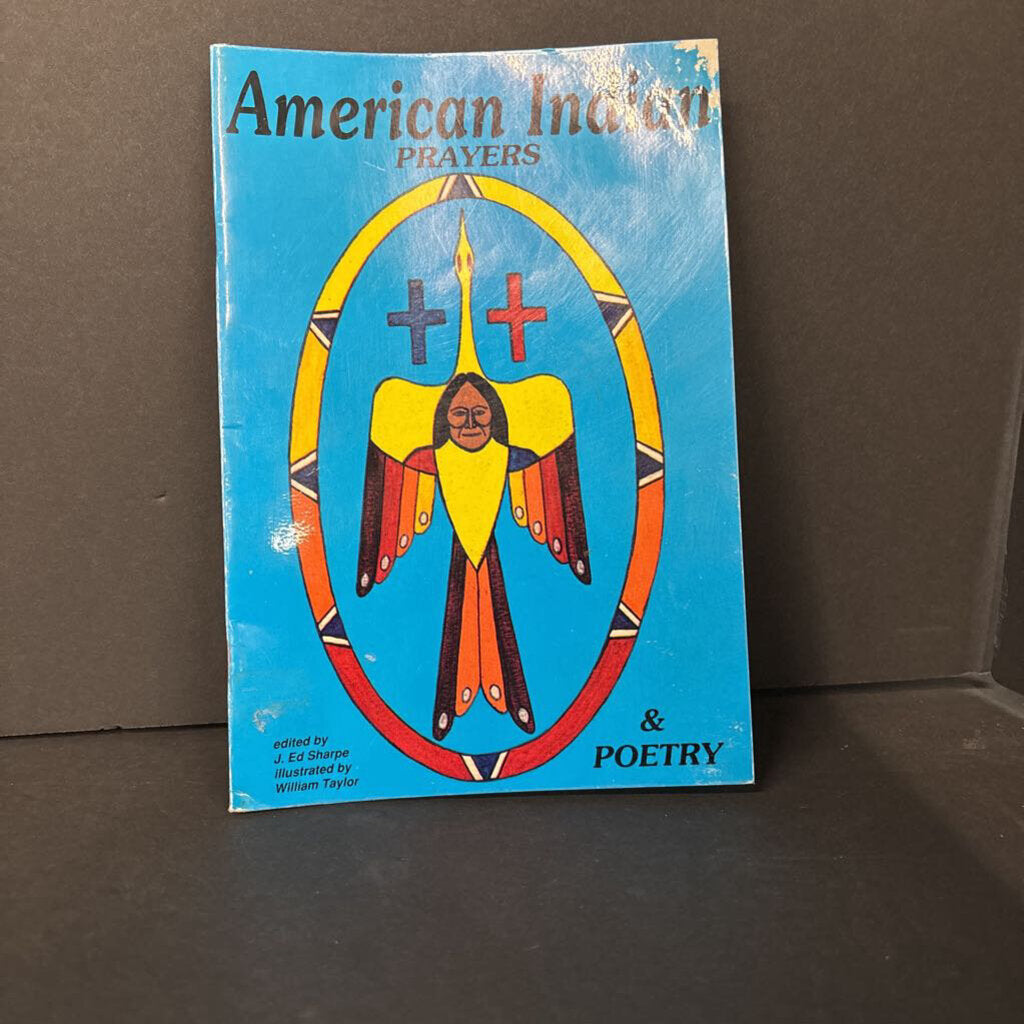 American Indian
PRAYERS
&
POETRY
edited by
J. Ed Sharpe
illustrated by
William Taylor